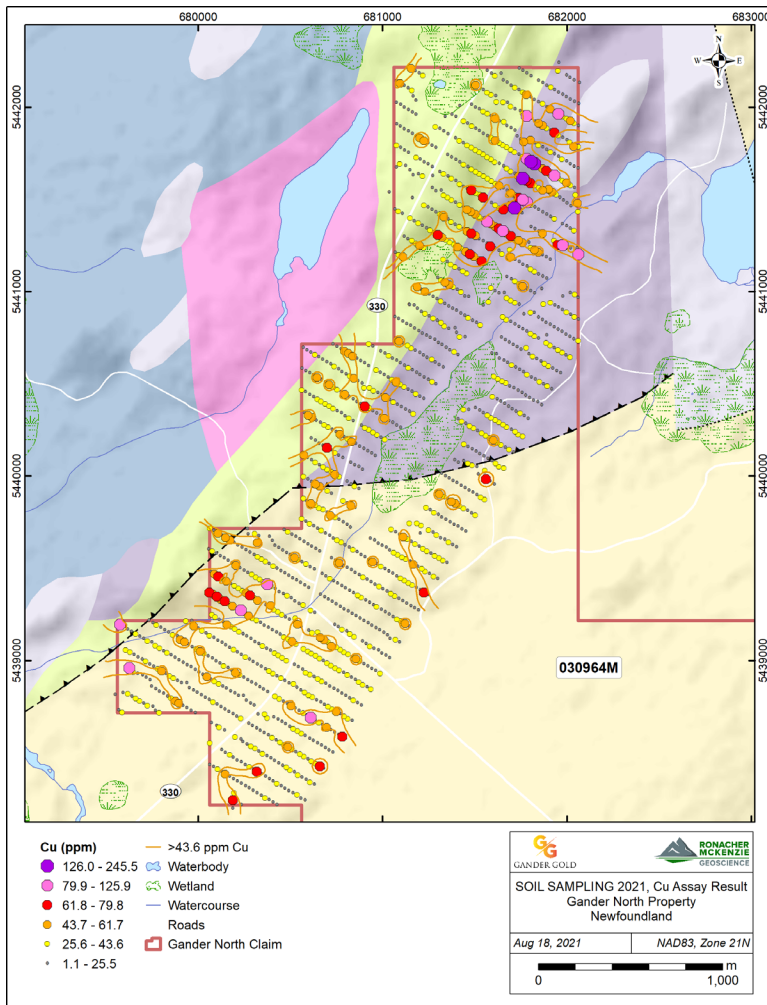 680000
681000
682000
683000
N
W
E
S
5442000
5441000
5440000
5439000
330
030964M
330
Cu (ppm)
126.0 - 245.5
79.9 - 125.9
61.8 - 79.8
43.7 - 61.7
25.6 - 43.6
1.1 - 25.5
>43.6 ppm Cu
Waterbody
Wetland
Watercourse
Roads
Gander North Claim
GG
GANDER GOLD
RONACHER
MCKENZIE
GEOSCIENCE
SOIL SAMPLING 2021, Cu Assay Result
Gander North Property
Newfoundland
Aug 18, 2021
NAD83, Zone 21N
m
0
1,000